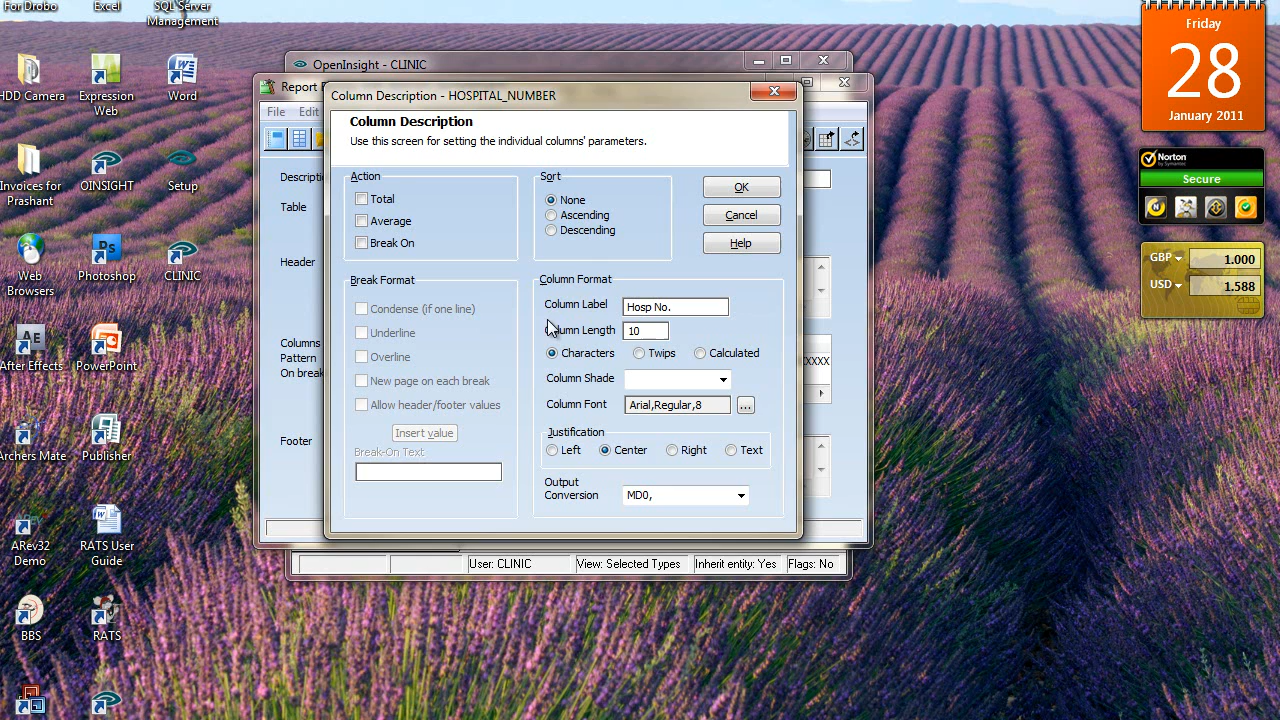 For Drobo
Excel
SQL Server
Management
HDD Camera
Expression
Web
Word
Invoices for
Prashant
OINSIGHT
Setup
Web
Browsers
Photoshop
CLINIC
After Effects
PowerPoint
Archers Mate
Publisher
ARev32
Demo
RATS User
Guide
BBS
RATS
OpenInsight - CLINIC
Report
File Edit
Table
Header
Columns
Pattern
On break
Footer
XXXX
Column Description - HOSPITAL_NUMBER
Column Description
Use this screen for setting the individual columns' parameters.
Action
Total
Average
Break On
Sort
None
Ascending
Descending
OK
Cancel
Help
Break Format
Condense (if one line)
Underline
Overline
New page on each break
Allow header/footer values
Insert value
Break-On Text
Column Format
Column Label Hosp No.
Length 10
Characters Twips Calculated
Column Shade
Column Font Arial,Regular,8 ...
Justification
Left Center Right Text
Output
Conversion MD0,
User: CLINIC View: Selected Types Inherit entity: Yes Flags: No
Friday
28
January 2011
Norton
by Symantec
Secure
GBP 1.000
USD 1.588